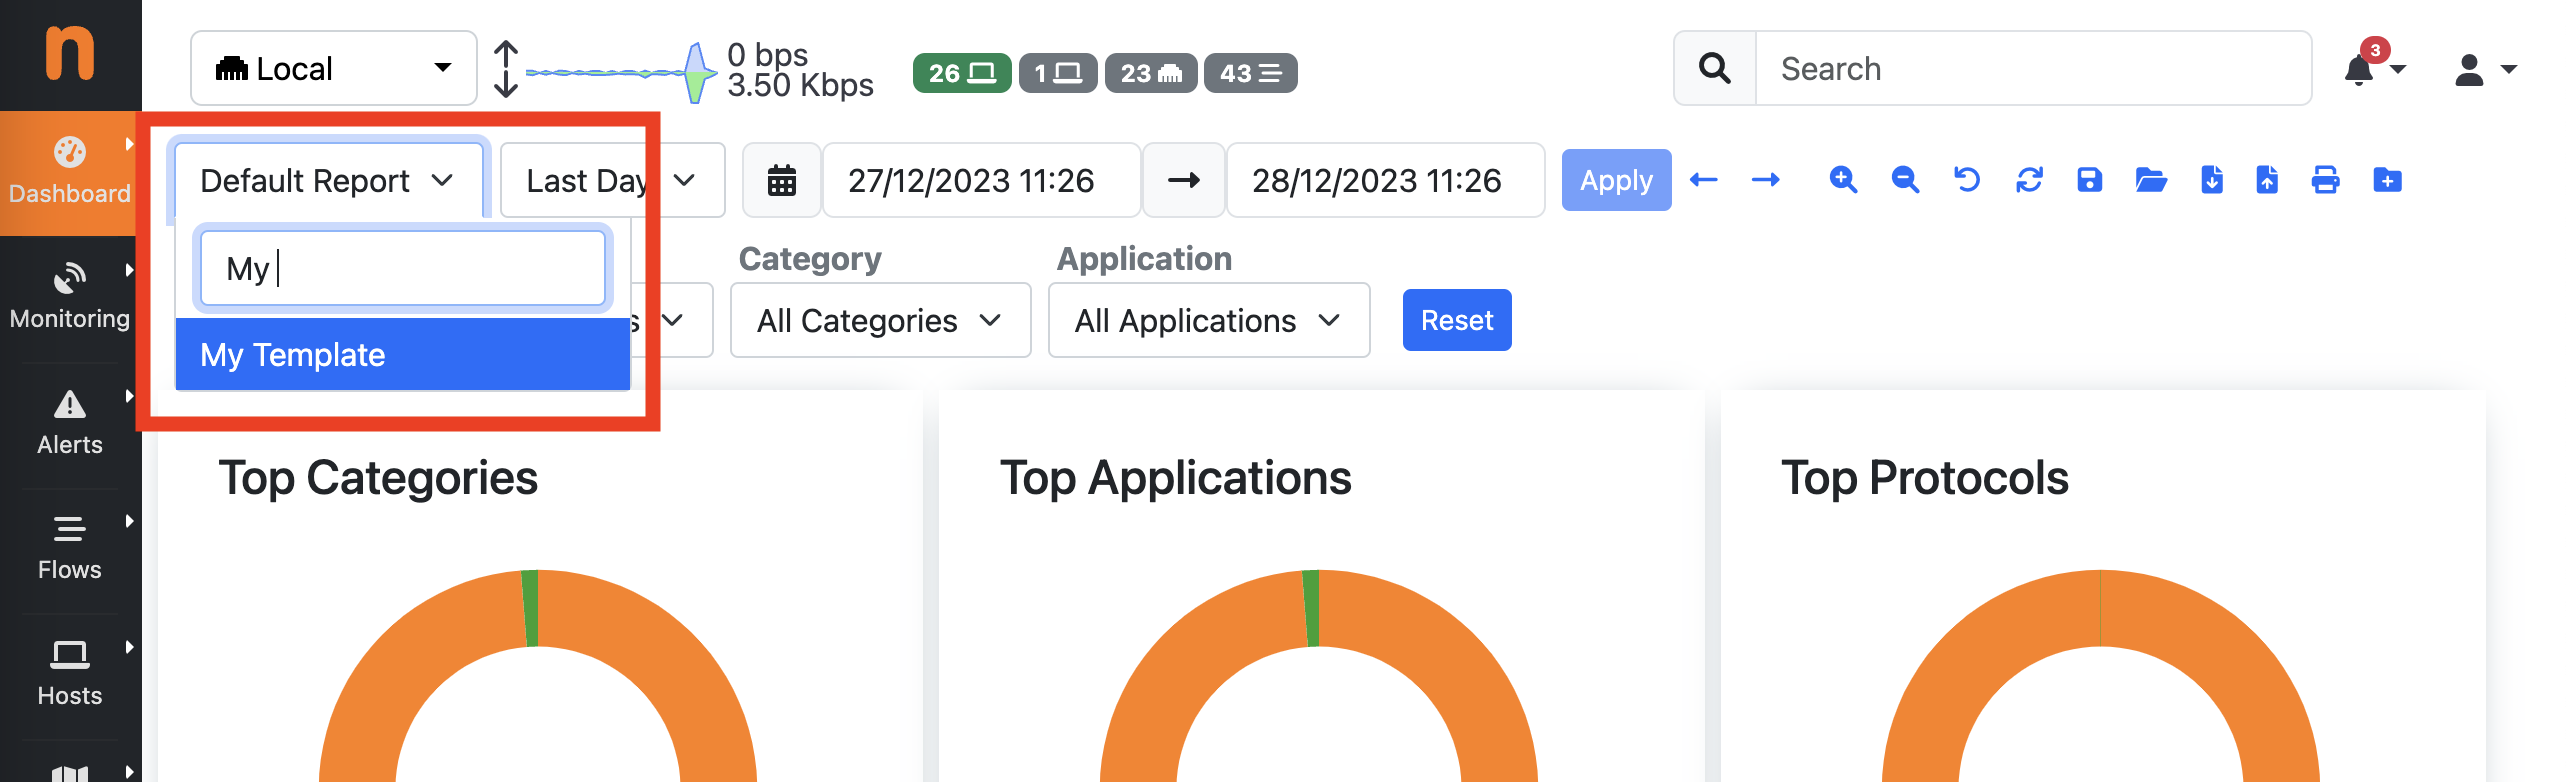 n
Local
0 bps
3.50 Kbps
26
1
23
43
Search
3
Dashboard
Default Report
Last Day
27/12/2023 11:26
28/12/2023 11:26
Apply
My
My Template
s
Category
All Categories
Application
All Applications
Reset
Monitoring
Alerts
Flows
Hosts
Top Categories
Top Applications
Top Protocols